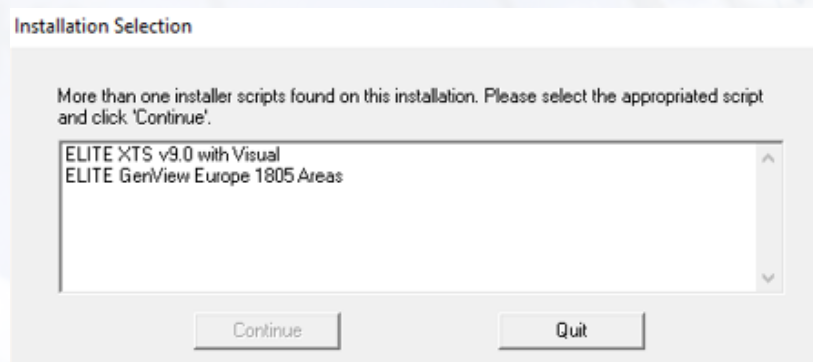 Installation Selection
More than one installer scripts found on this installation. Please select the appropriated script
and click 'Continue'.
ELITE XTS v9.0 with Visual
ELITE GenView Europe 1805 Areas
Continue
Quit